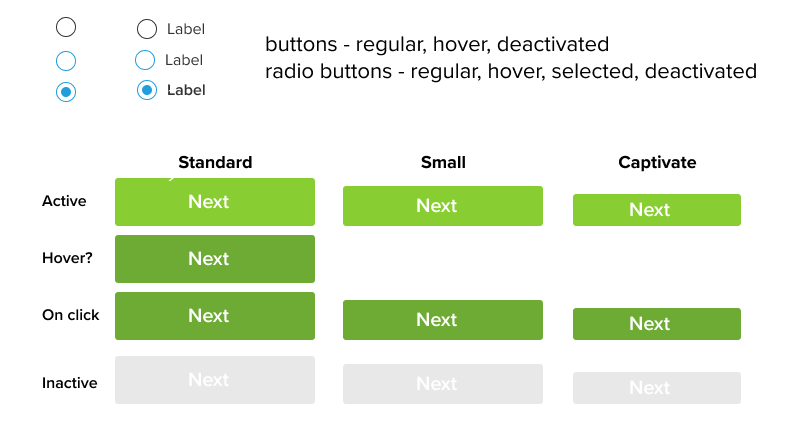 Label
Label
Label
buttons - regular, hover, deactivated
radio buttons - regular, hover, selected, deactivated
Standard Small Captivate
Active Next Next Next
Hover? Next
On click Next Next Next
Inactive Next Next Next